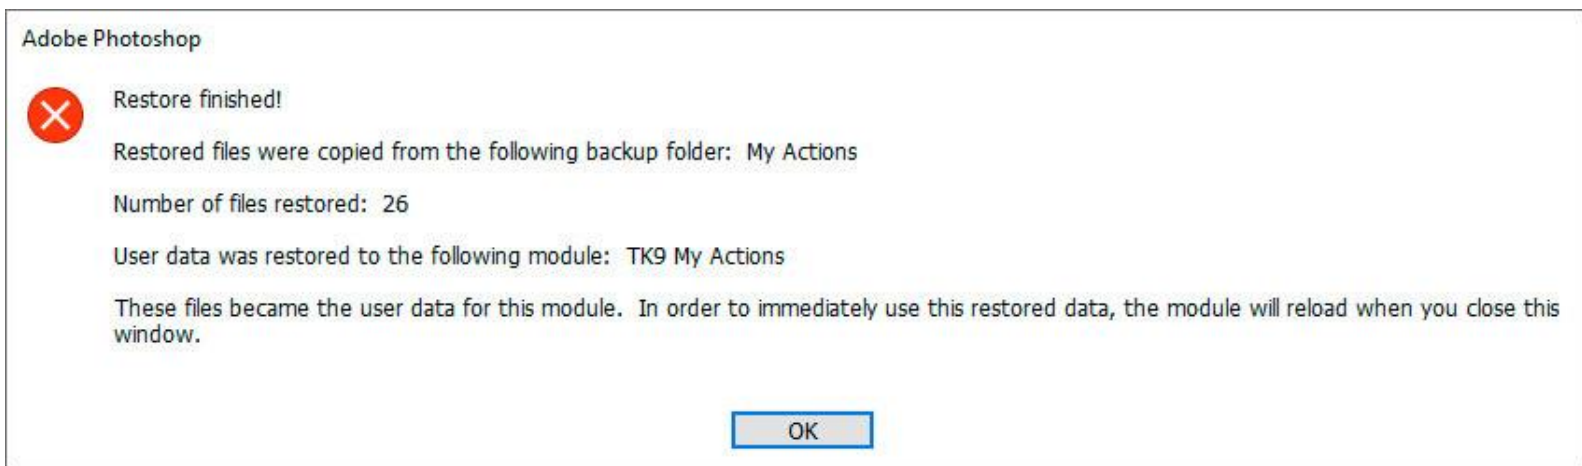 Adobe Photoshop
Restore finished!
Restored files were copied from the following backup folder:  My Actions
Number of files restored:  26
User data was restored to the following module:  TK9 My Actions
These files became the user data for this module.  In order to immediately use this restored data, the module will reload when you close this
window.
OK